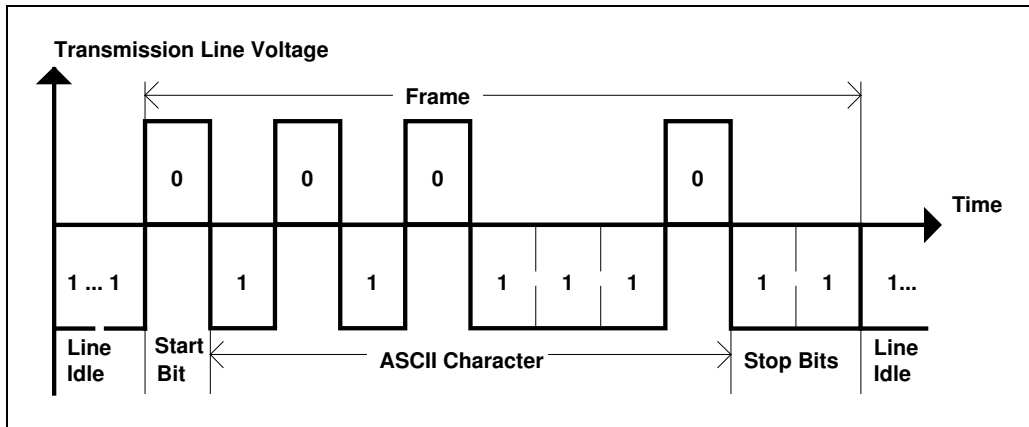 Transmission Line Voltage
Frame
0 0 0 0
Time
1 ... 1 1 1 1 1 1 1 1 1...
Line Idle
Start Bit
ASCII Character
Stop Bits
Line Idle